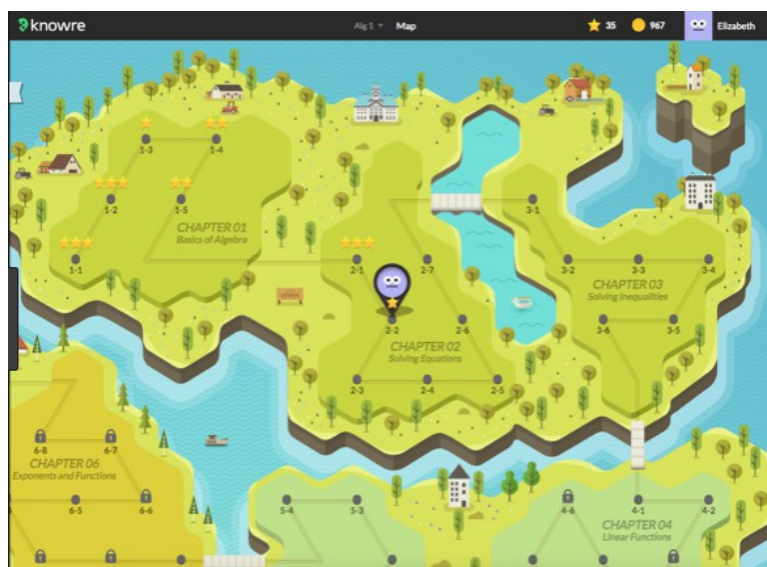 knowre
Alg 1 Map 35 967 Elizabeth
1-3 1-4
1-2 1-5
CHAPTER 01
Basics of Algebra
1-1
2-1 2-7
2-2 2-6
CHAPTER 02
Solving Equations
2-3 2-4 2-5
3-1
3-2 3-3 3-4
CHAPTER 03
Solving Inequalities
3-6 3-5
6-8 6-7
CHAPTER 06
Exponents and Functions
6-5 6-6
5-4 5-3
4-6 4-1 4-2
CHAPTER 04
Linear Functions